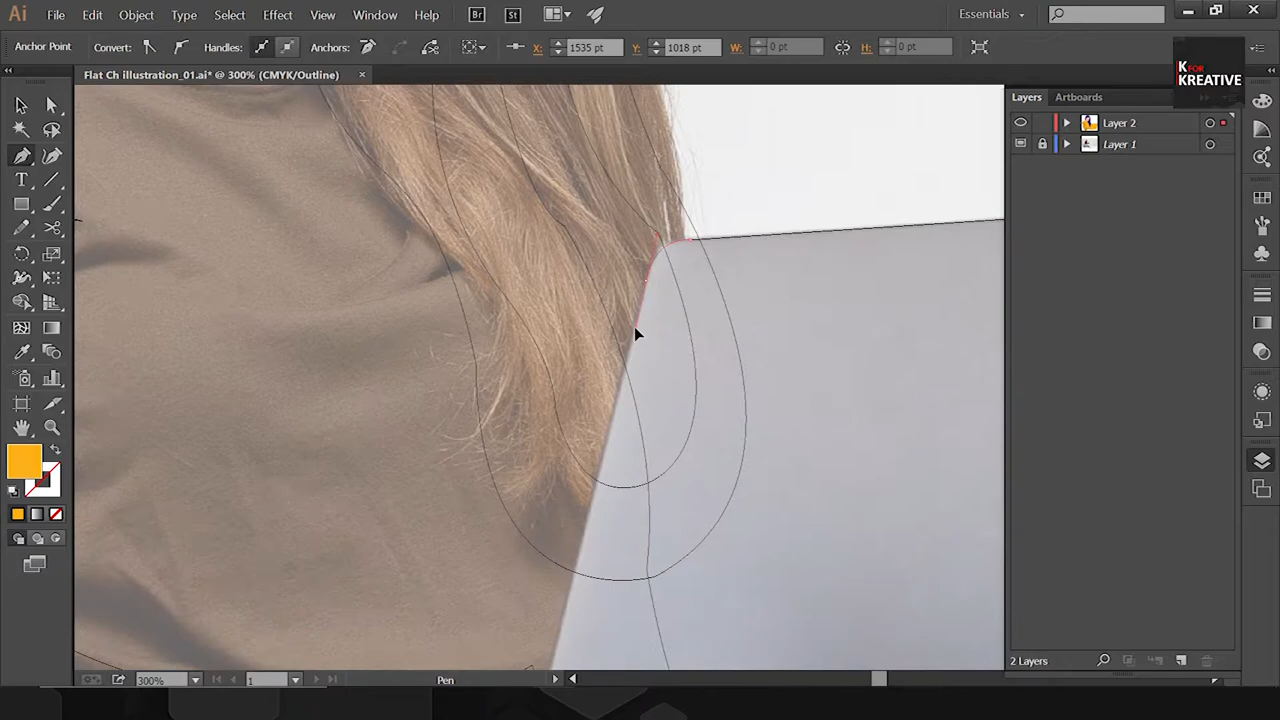 Ai File Edit Object Type Select Effect View Window Help Br St Essentials
Anchor Point Convert: Handles: Anchors: X: 1535 pt Y: 1018 pt W: 0 pt H: 0 pt
K FOR
KREATIVE
Flat Ch illustration_01.ai* @ 300% (CMYK/Outline)
Layers Artboards
Layer 2
Layer 1
2 Layers
300% 1 Pen